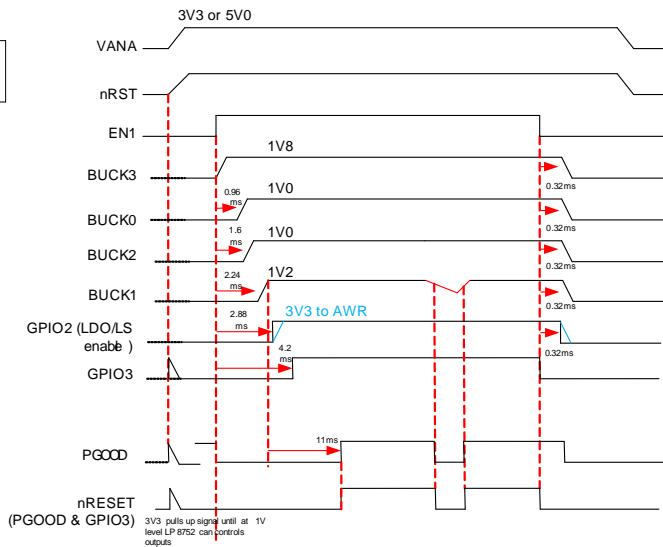 3V3 or 5V0
VANA
nRST
EN1
1V8
BUCK3
0.96
ms
1V0
0.32ms
BUCK0
1.6
ms
1V0
0.32ms
BUCK2
2.24
ms
1V2
0.32ms
BUCK1
2.88
ms
3V3 to AWR
0.32ms
GPIO2 (LDO/LS
enable )
4.2
ms
0.32ms
GPIO3
11ms
PGOOD
nRESET
(PGOOD & GPIO3)
3V3 pulls up signal until at 1V
level LP 8752 can controls
outputs